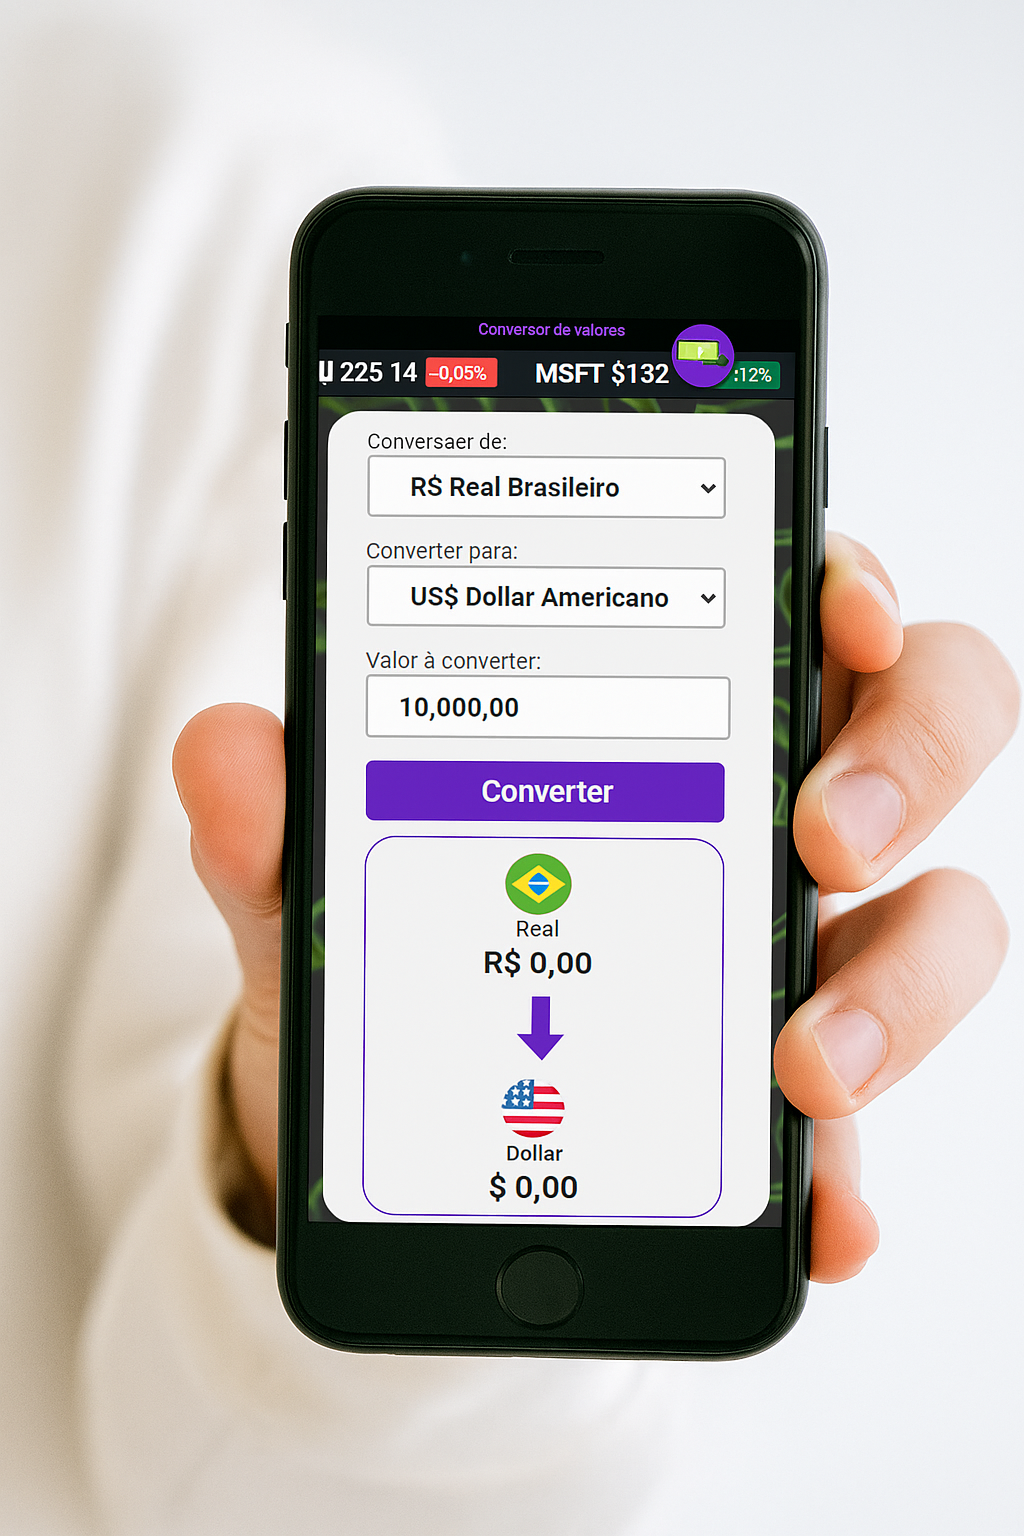 Conversor de valores
225 14 –0,05% MSFT $132 :12%
Conversaer de:
R$ Real Brasileiro
Converter para:
US$ Dollar Americano
Valor à converter:
10,000,00
Converter
Real
R$ 0,00
Dollar
$ 0,00